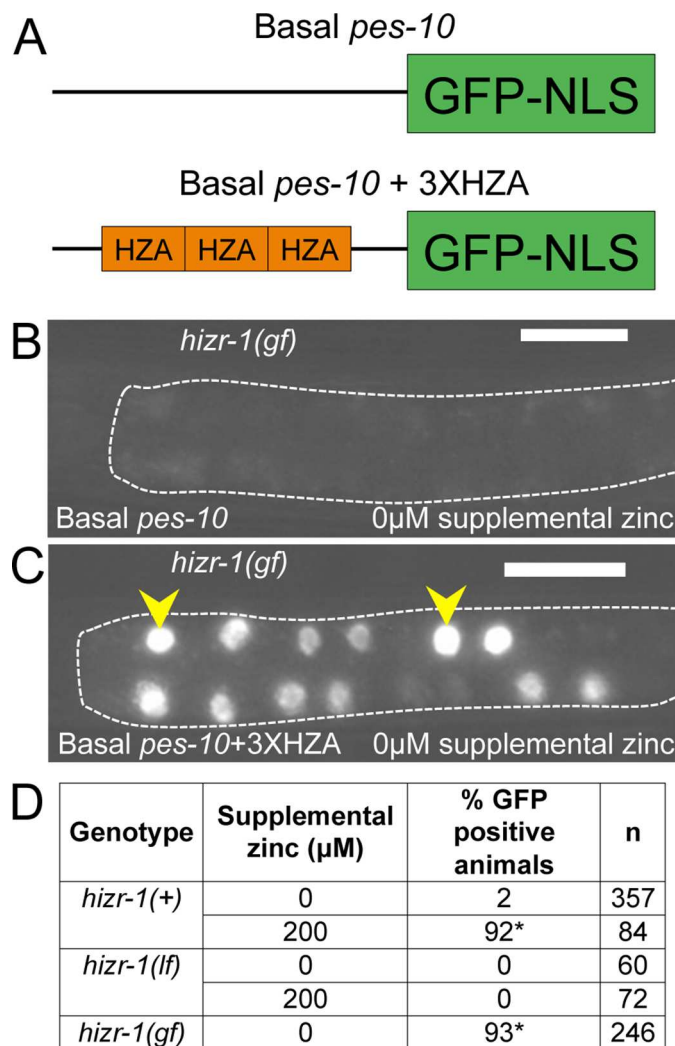 A
Basal pes-10
GFP-NLS
Basal pes-10 + 3XHZA
HZA HZA HZA GFP-NLS
B
hizr-1(gf)
Basal pes-10 0µM supplemental zinc
C
hizr-1(gf)
Basal pes-10+3XHZA 0µM supplemental zinc
D
Genotype Supplemental zinc (µM) % GFP positive animals n
hizr-1(+) 0 2 357
200 92* 84
hizr-1(lf) 0 0 60
200 0 72
hizr-1(gf) 0 93* 246